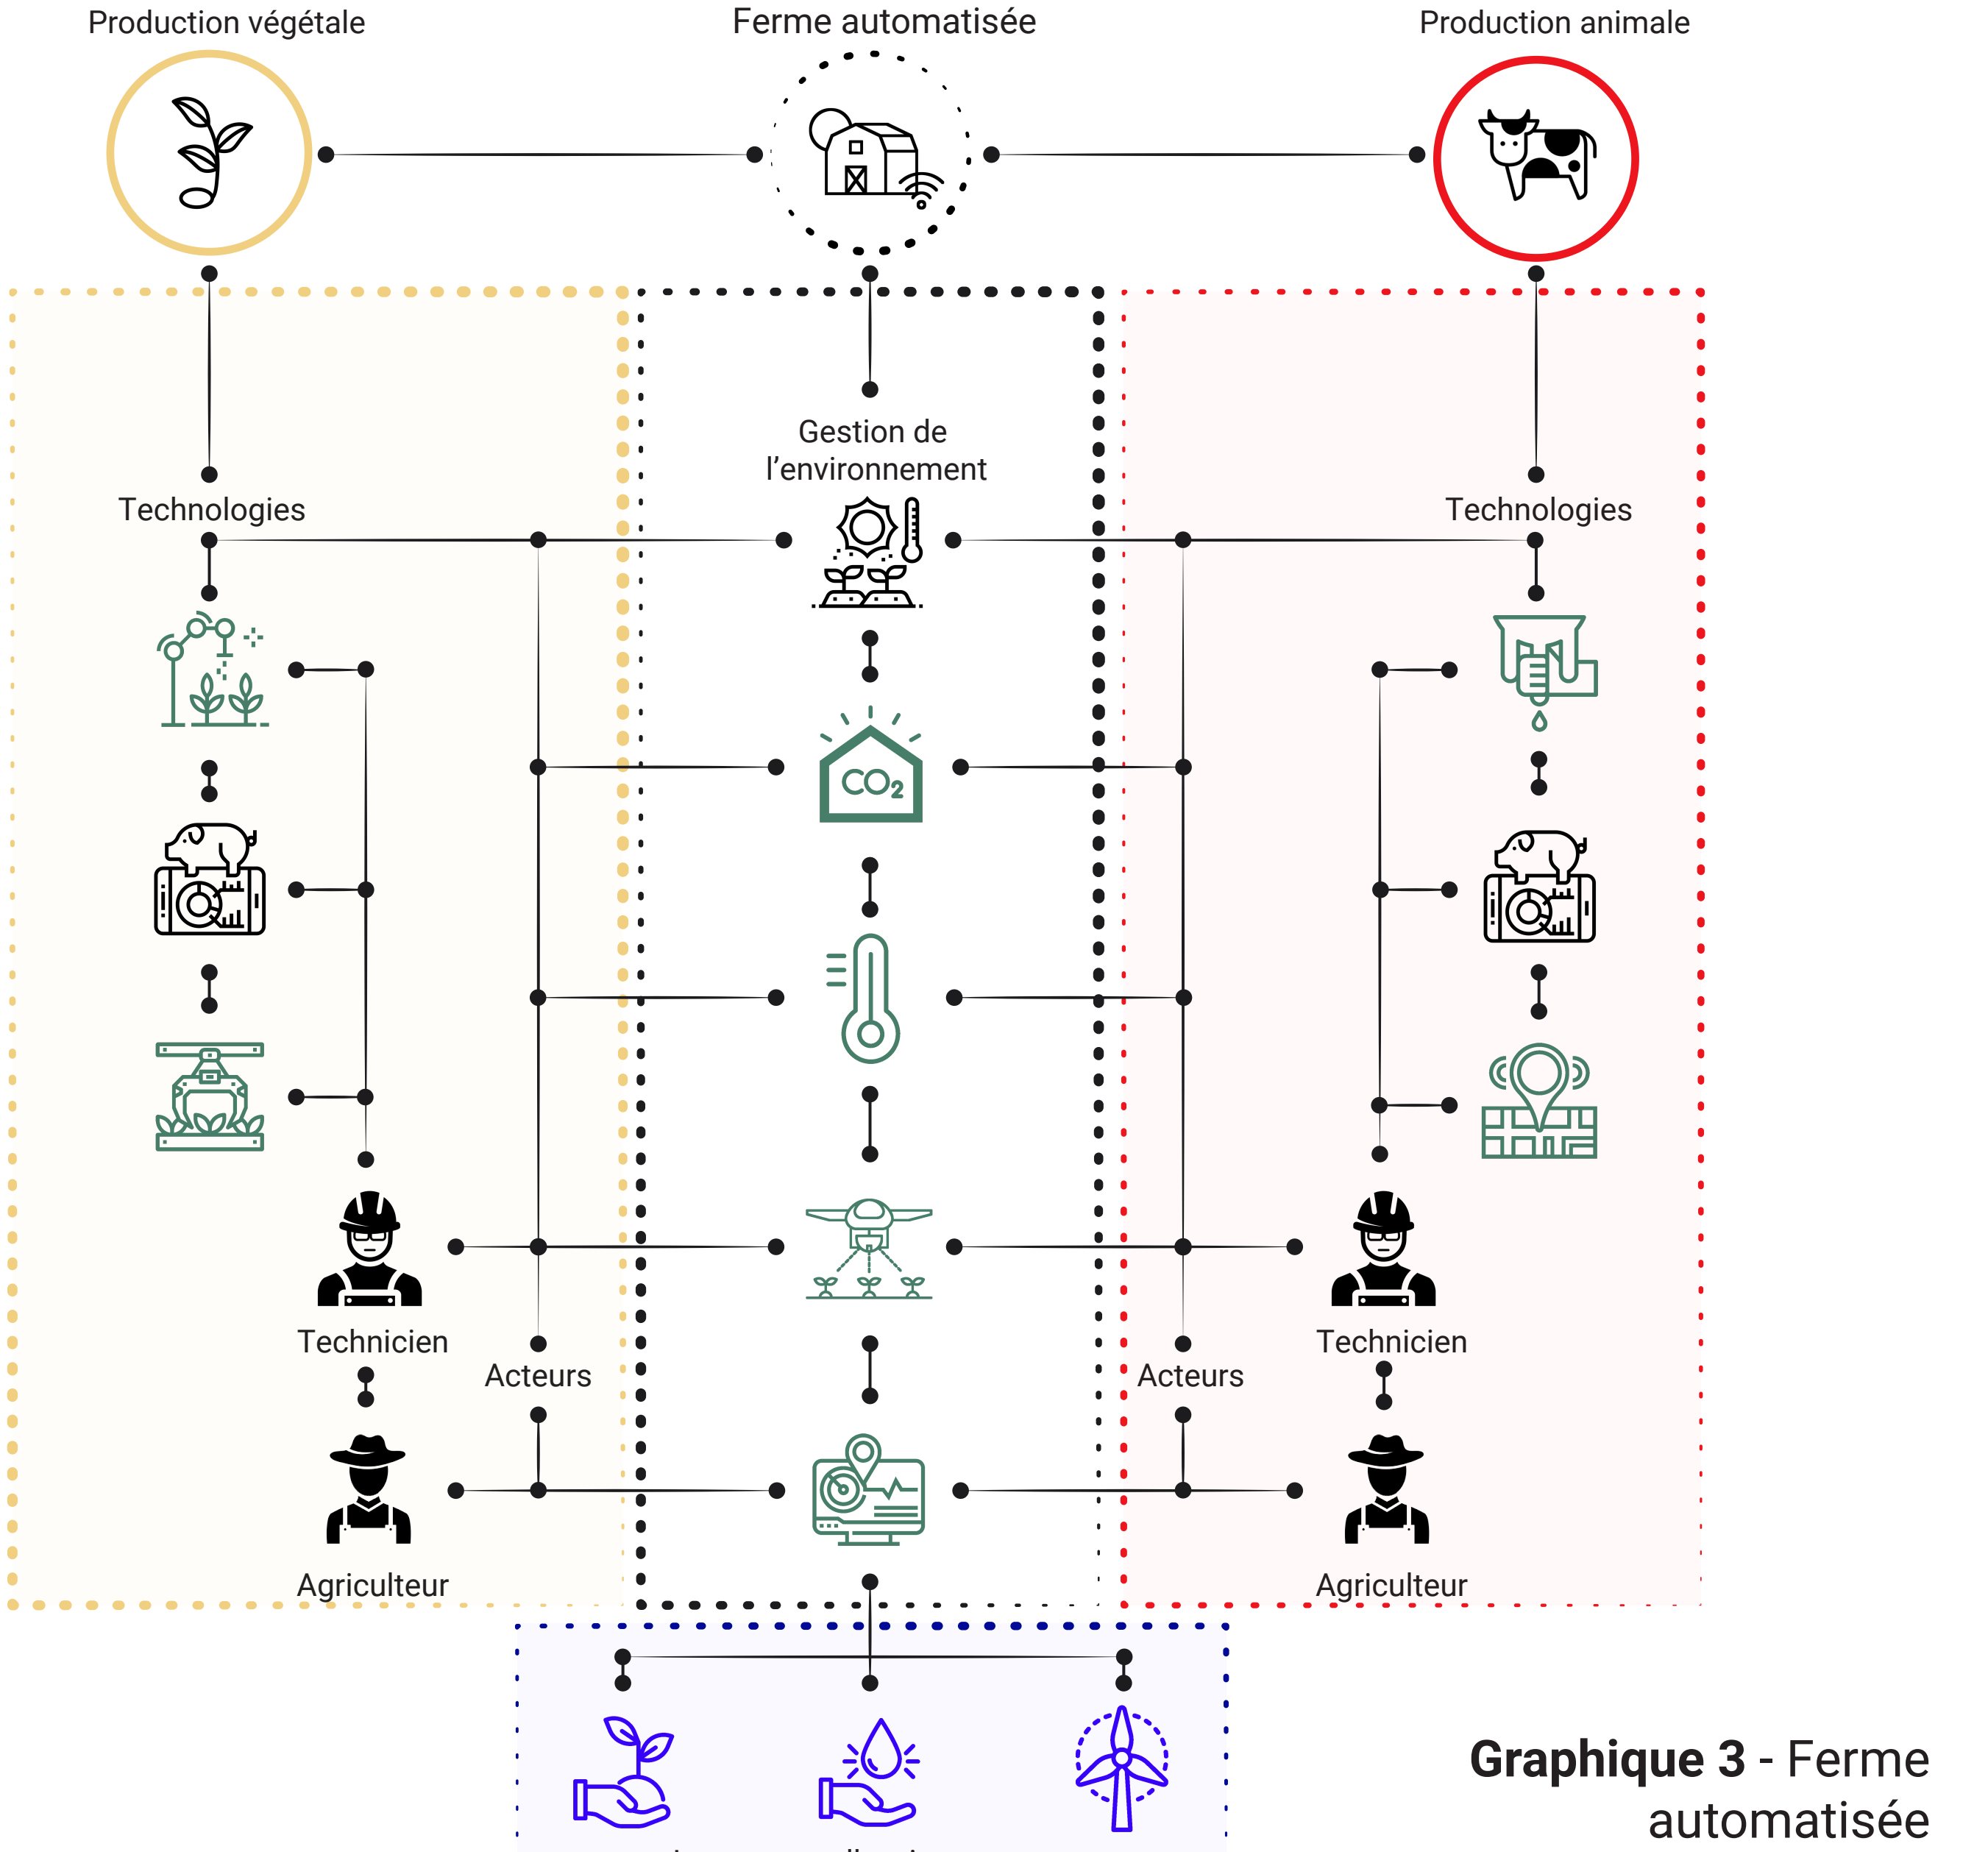 Production végétale
Ferme automatisée
Production animale
Gestion de
l’environnement
Technologies
Technologies
CO2
Technicien
Technicien
Acteurs
Acteurs
Agriculteur
Agriculteur
Graphique 3 - Ferme
automatisée